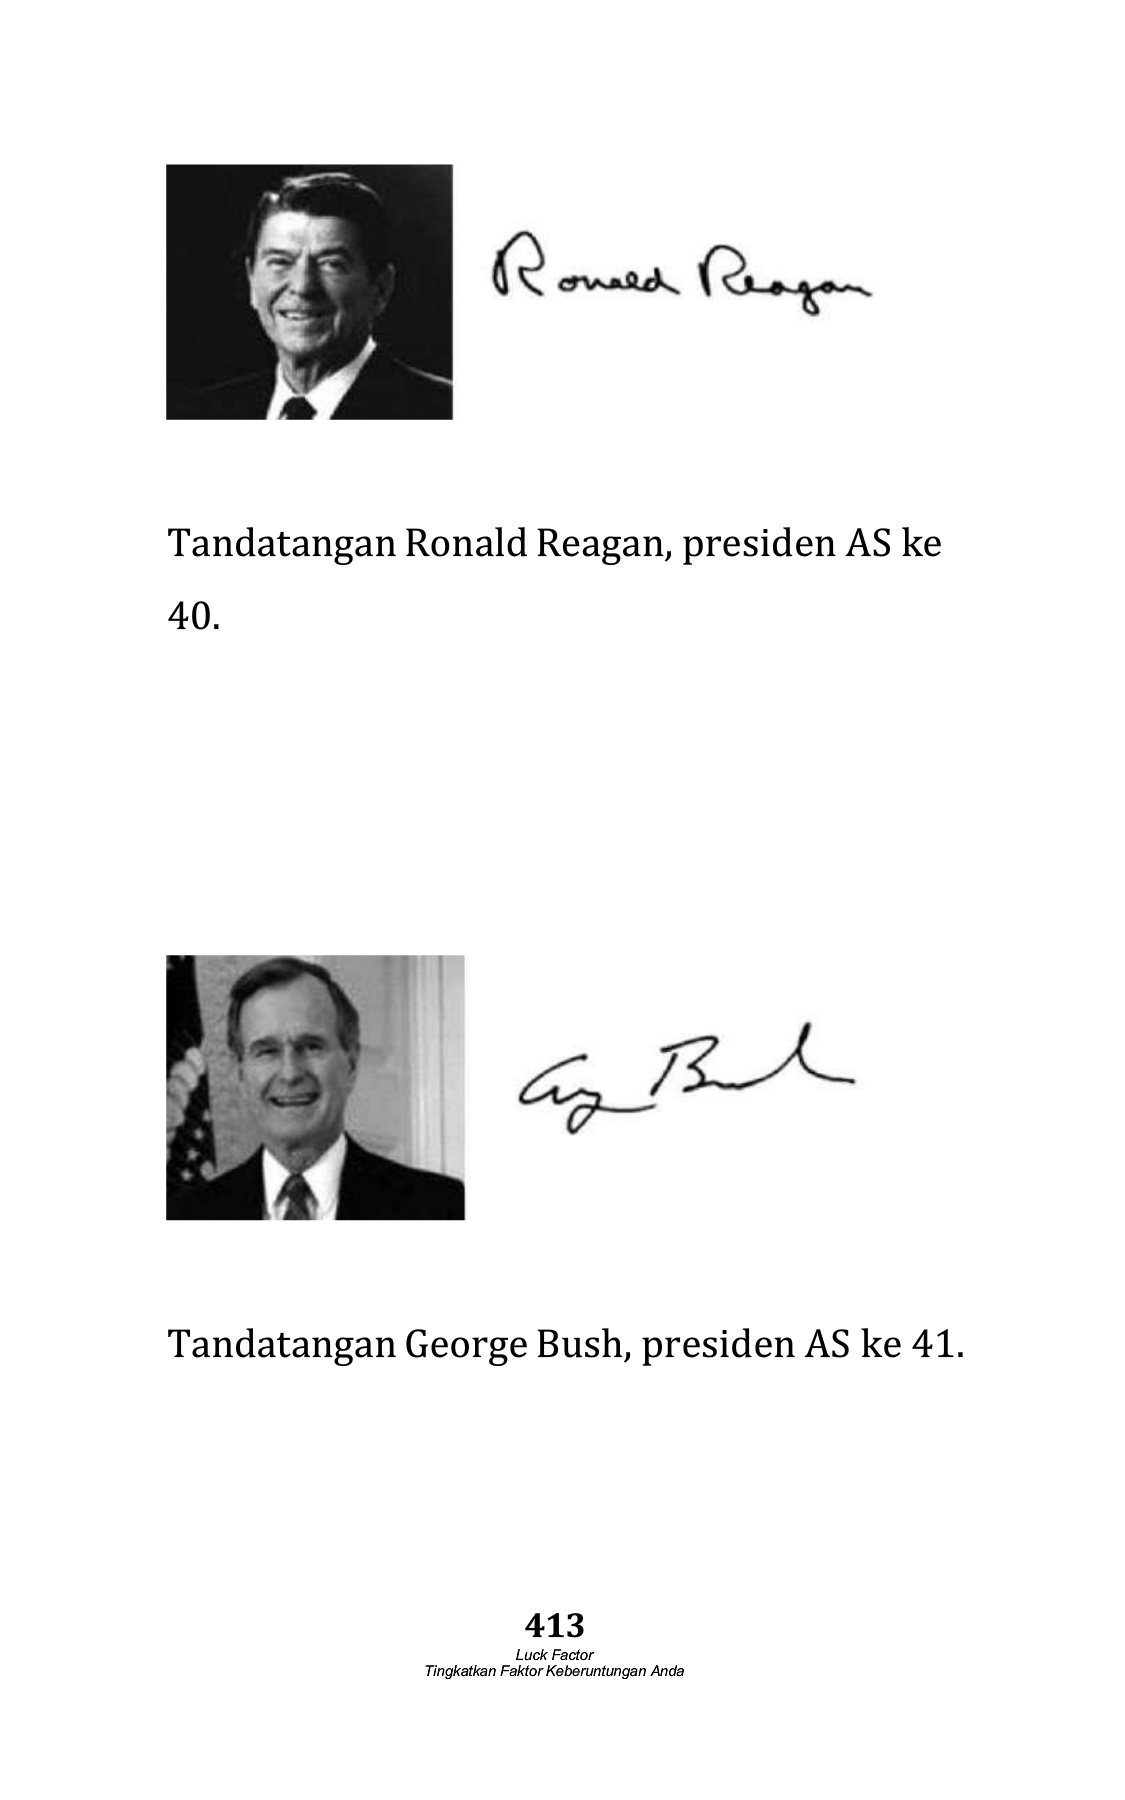 Ronald Reagan
Tandatangan Ronald Reagan, presiden AS ke
40.
Bush
Tandatangan George Bush, presiden AS ke 41.
413
Luck Factor
Tingkatkan Faktor Keberuntungan Anda